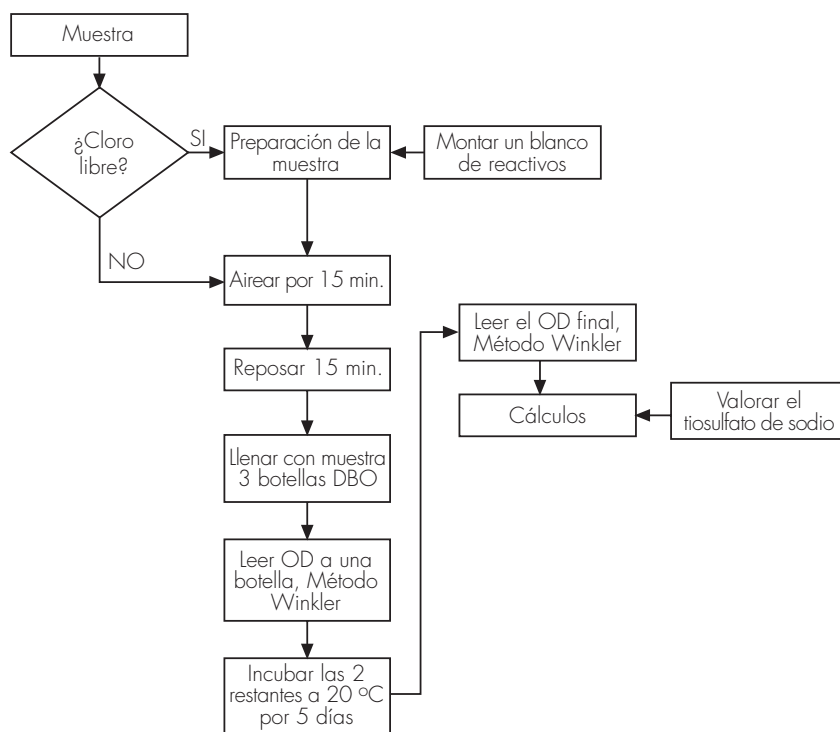 Muestra
¿Cloro
libre?
SI
Preparación de la
muestra
Montar un blanco
de reactivos
NO
Airear por 15 min.
Reposar 15 min.
Llenar con muestra
3 botellas DBO
Leer OD a una
botella, Método
Winkler
Incubar las 2
restantes a 20 ºC
por 5 días
Leer el OD final,
Método Winkler
Cálculos
Valorar el
tiosulfato de sodio